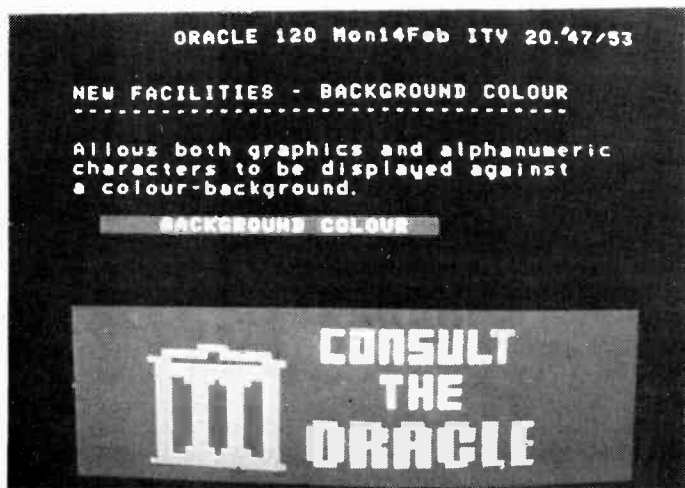 ORACLE 120 Mon14Feb ITV 20.47/53
NEW FACILITIES - BACKGROUND COLOUR
Allows both graphics and alphanumeric
characters to be displayed against
a colour-background.
BACKGROUND COLOUR
CONSULT
THE
ORACLE